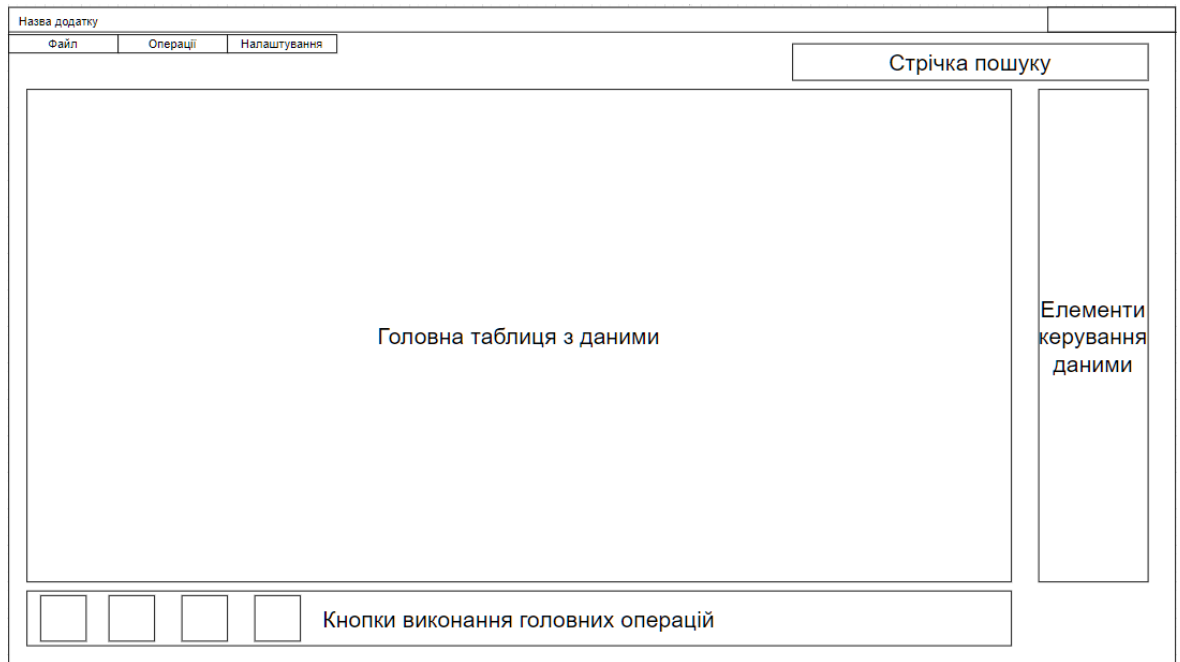 Назва додатку
Файл Операції Налаштування
Стрічка пошуку
Головна таблиця з даними
Елементи
керування
даними
Кнопки виконання головних операцій